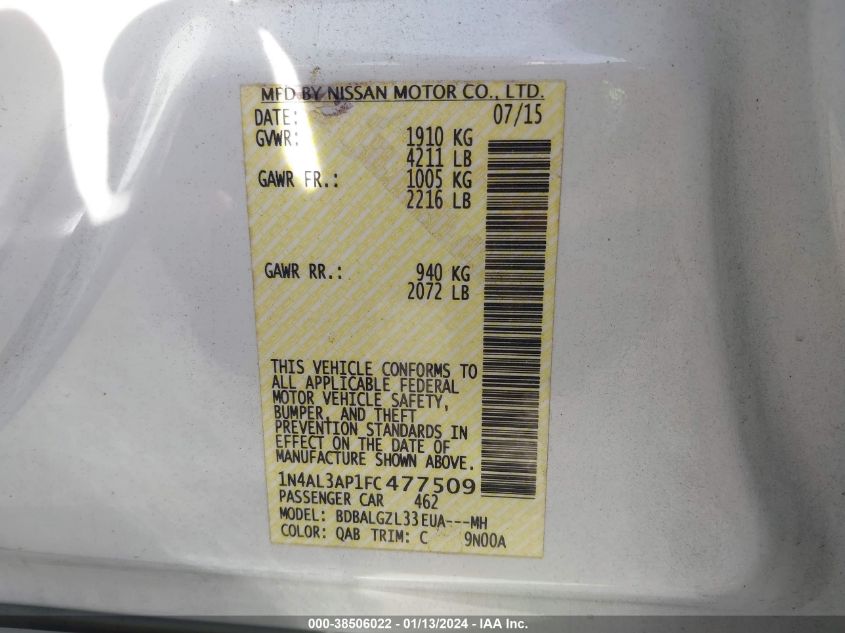 MFD BY NISSAN MOTOR CO., LTD.
DATE: 07/15
GVWR: 1910 KG
4211 LB
GAWR FR.: 1005 KG
2216 LB
GAWR RR.: 940 KG
2072 LB
THIS VEHICLE CONFORMS TO
ALL APPLICABLE FEDERAL
MOTOR VEHICLE SAFETY,
BUMPER, AND THEFT
PREVENTION STANDARDS IN
EFFECT ON THE DATE OF
MANUFACTURE SHOWN ABOVE.
1N4AL3AP1FC477509
PASSENGER CAR 462
MODEL: BDBALGZL33EUA---MH
COLOR: QAB TRIM: C 9N00A
000-38506022 - 01/13/2024 - IAA Inc.